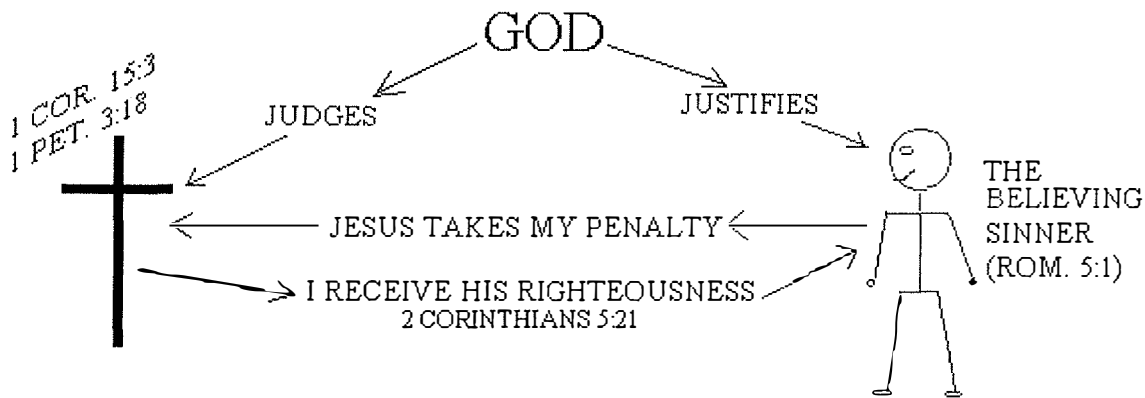 GOD
1 COR. 15:3
1 PET. 3:18
JUDGES
JUSTIFIES
THE
BELIEVING
SINNER
(ROM. 5:1)
JESUS TAKES MY PENALTY
I RECEIVE HIS RIGHTEOUSNESS
2 CORINTHIANS 5:21